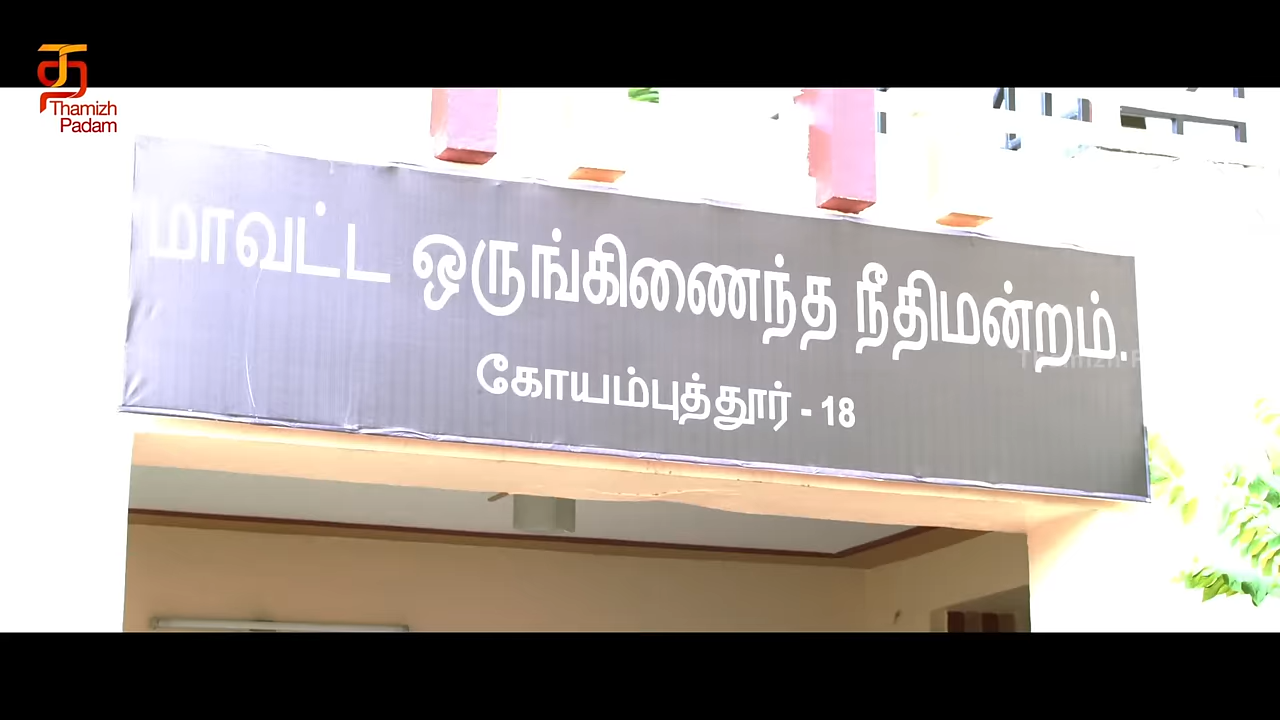 த
Thamizh
Padam
மாவட்ட ஒருங்கிணைந்த நீதிமன்றம்.
கோயம்புத்தூர் - 18